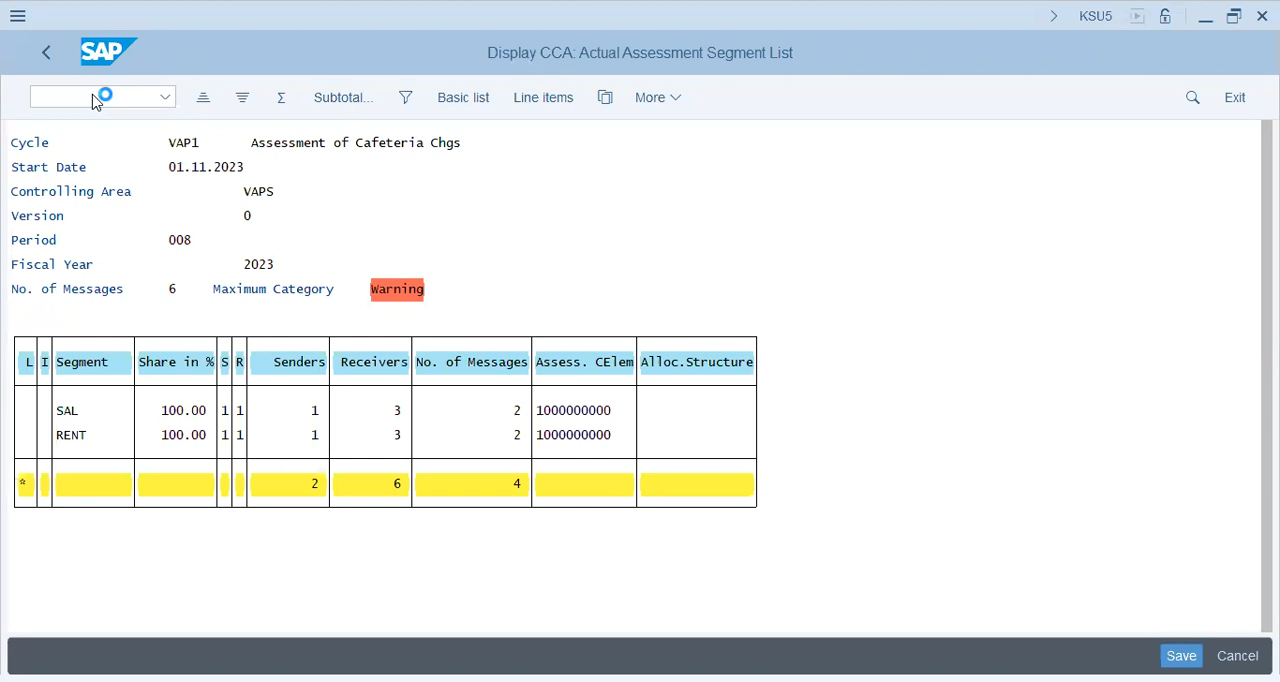 KSU5
SAP Display CCA: Actual Assessment Segment List
Subtotal... Basic list Line items More Exit
Cycle VAP1 Assessment of Cafeteria Chgs
Start Date 01.11.2023
Controlling Area VAPS
Version 0
Period 008
Fiscal Year 2023
No. of Messages 6 Maximum Category Warning
L I Segment Share in % S R Senders Receivers No. of Messages Assess. CElem Alloc.Structure
SAL 100.00 1 1 1 3 2 1000000000
RENT 100.00 1 1 1 3 2 1000000000
* 2 6 4
Save Cancel